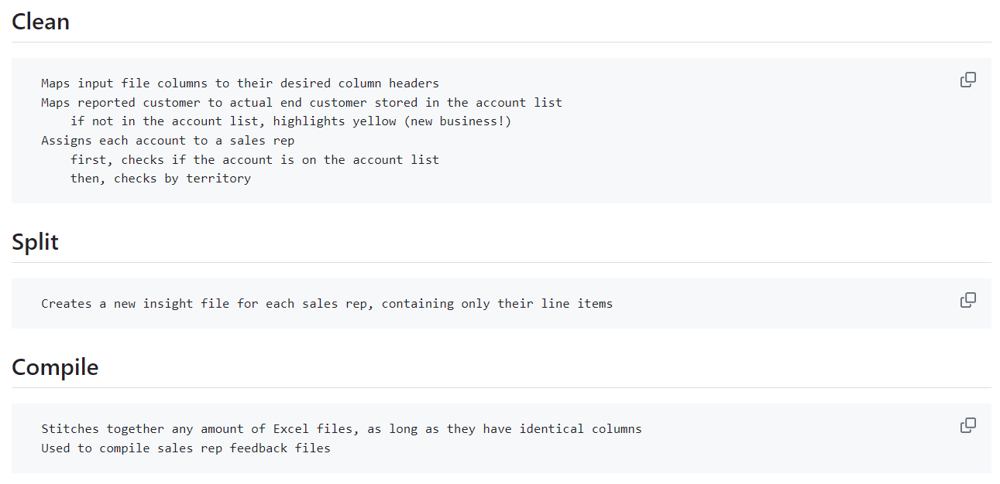 Clean
Maps input file columns to their desired column headers
Maps reported customer to actual end customer stored in the account list
    if not in the account list, highlights yellow (new business!)
Assigns each account to a sales rep
    first, checks if the account is on the account list
    then, checks by territory
Split
Creates a new insight file for each sales rep, containing only their line items
Compile
Stitches together any amount of Excel files, as long as they have identical columns
Used to compile sales rep feedback files